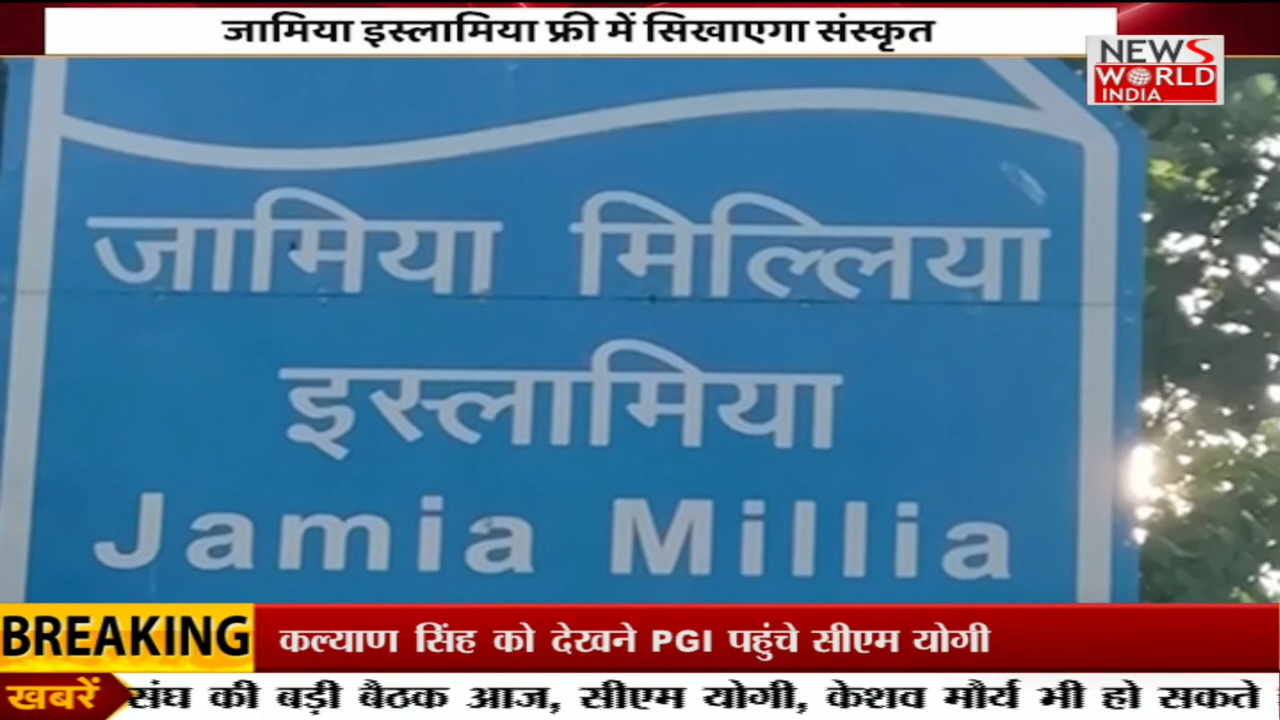 जामिया इस्लामिया फ्री में सिखाएगा संस्कृत
NEWS
WORLD
INDIA
जामिया मिल्लिया
इस्लामिया
Jamia Millia
BREAKING
कल्याण सिंह को देखने PGI पहुंचे सीएम योगी
खबरें
संघ की बड़ी बैठक आज, सीएम योगी, केशव मौर्य भी हो सकते